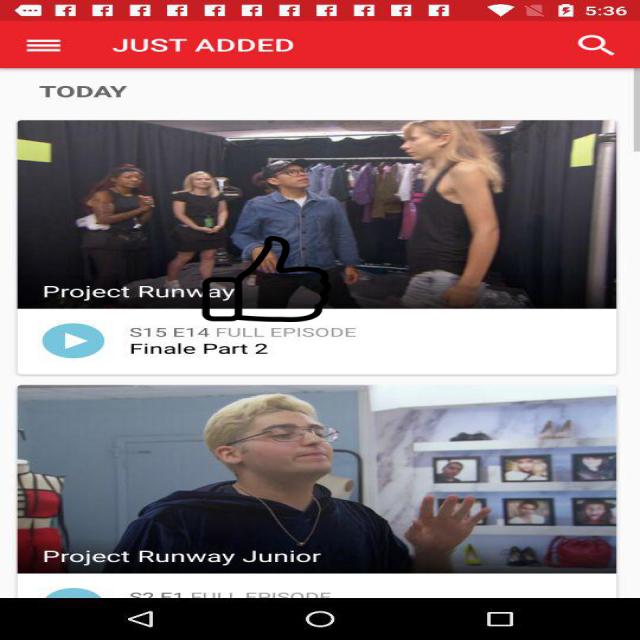 5:36
JUST ADDED
TODAY
Project Runway
S15 E14 FULL EPISODE
Finale Part 2
Project Runway Junior
S2 E1 FULL EPISODE